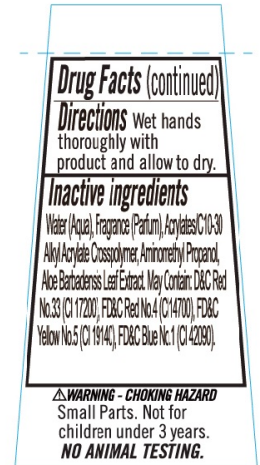 Drug Facts (continued)
Directions Wet hands
thoroughly with
product and allow to dry.
Inactive ingredients
Water (Aqua), Fragrance (Parfum), Acrylates/C10-30
Alkyl Acrylate Crosspolymer, Aminomethyl Propanol,
Aloe Barbadensis Leaf Extract. May Contain: D&C Red
No.33 (CI 17200), FD&C Red No.4 (CI14700), FD&C
Yellow No.5 (CI 19140), FD&C Blue No.1 (CI 42090).
⚠WARNING - CHOKING HAZARD
Small Parts. Not for
children under 3 years.
NO ANIMAL TESTING.